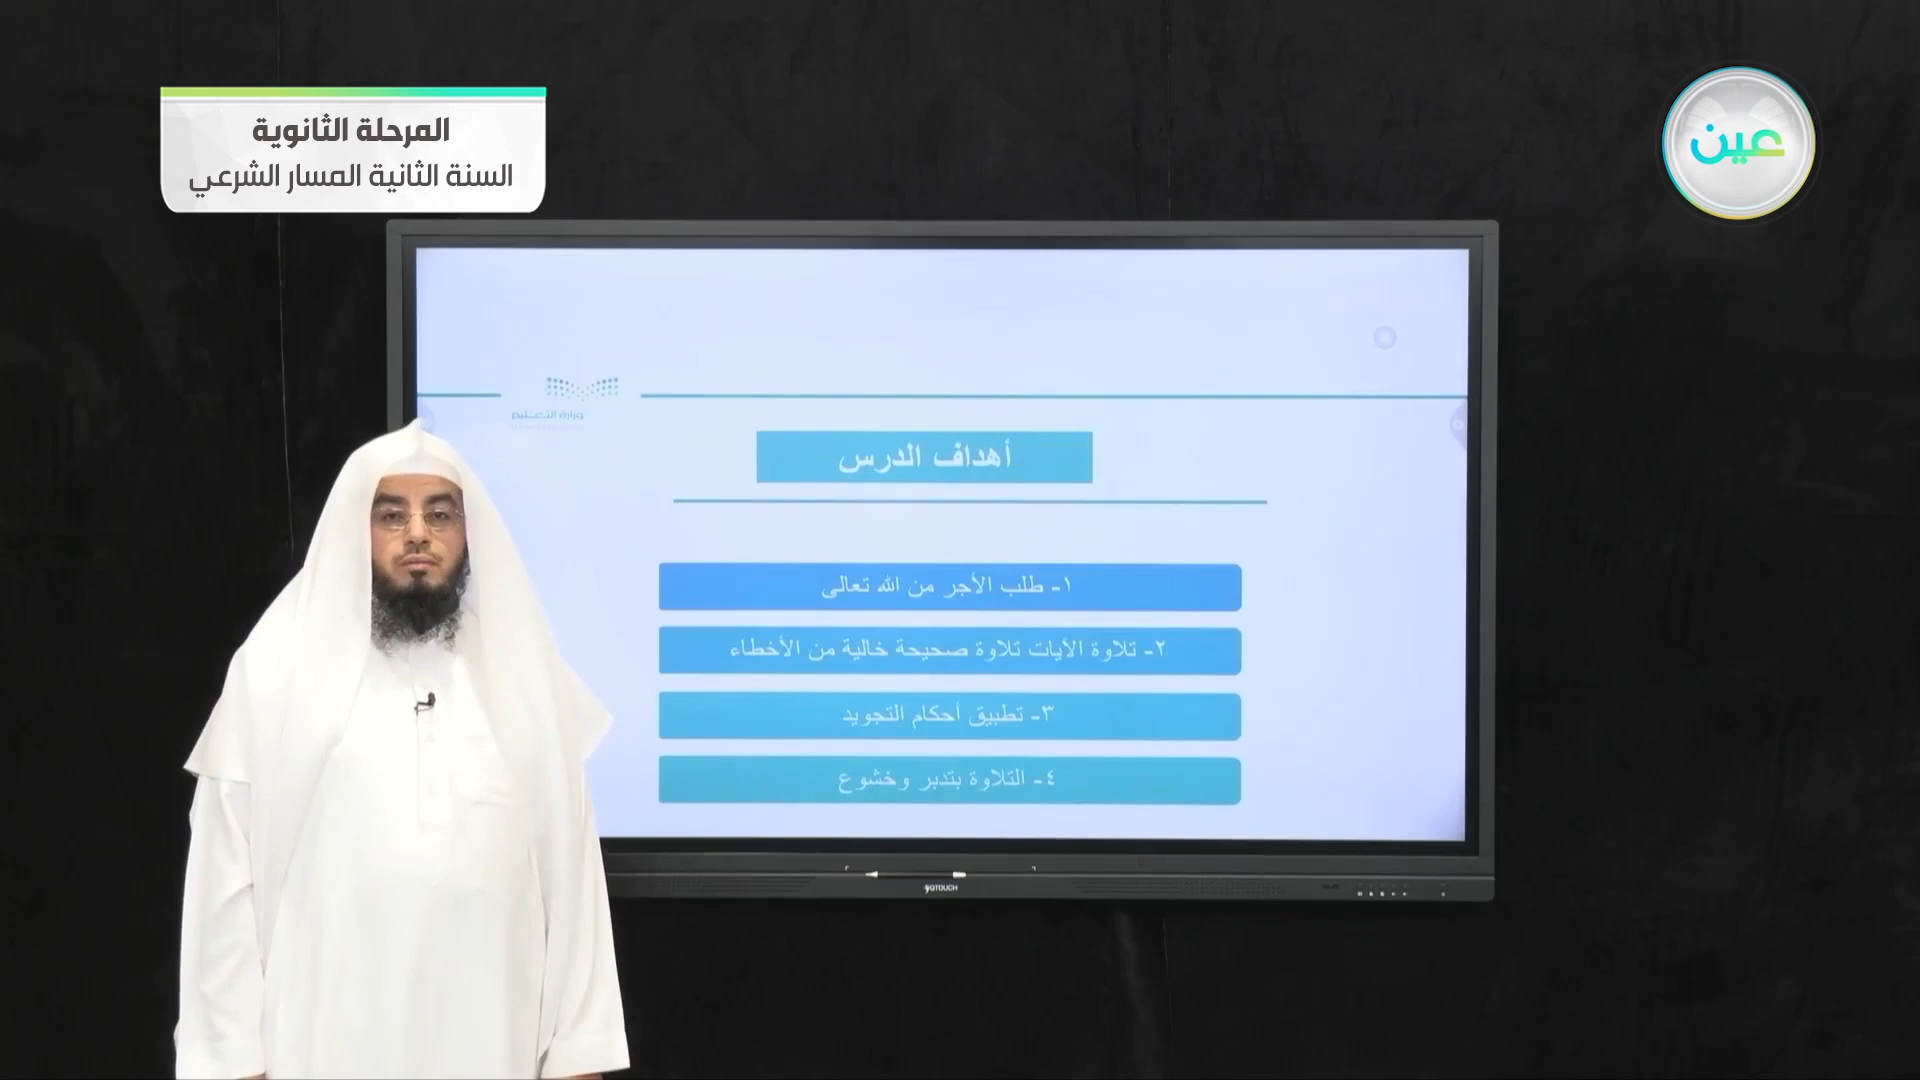 المرحلة الثانوية
السنة الثانية المسار الشرعي
عين
وزارة التعليم
أهداف الدرس
١- طلب الأجر من الله تعالى
٢- تلاوة الآيات تلاوة صحيحة خالية من الأخطاء
٣- تطبيق أحكام التجويد
٤- التلاوة بتدبر وخشوع